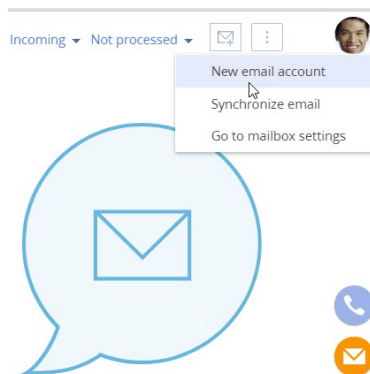 Incoming Not processed
New email account
Synchronize email
Go to mailbox settings